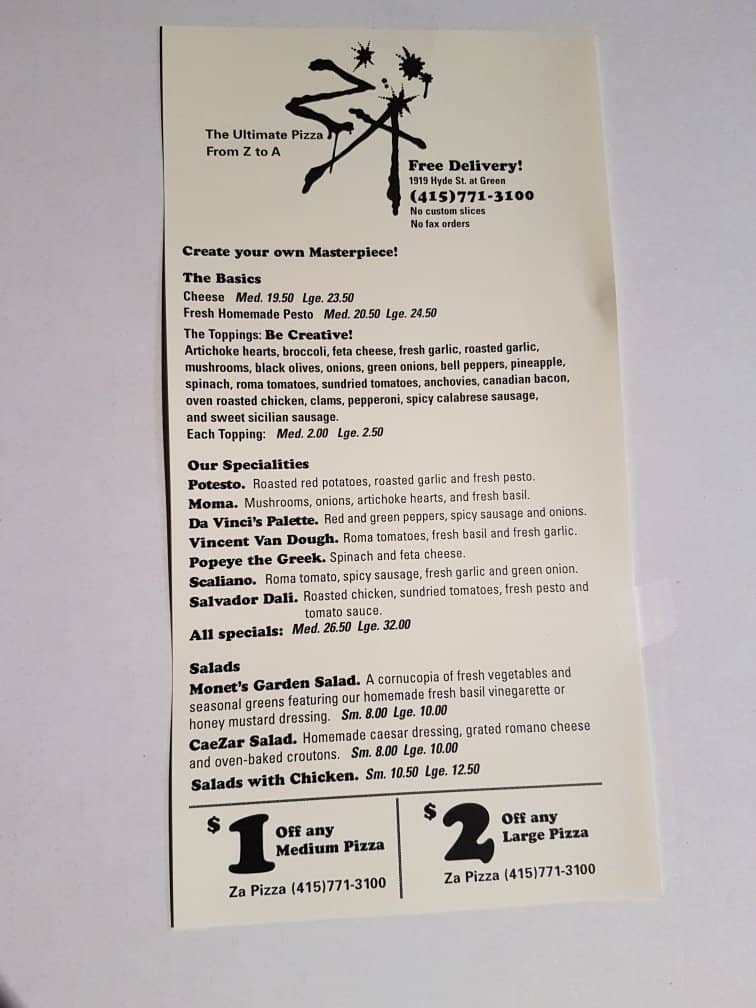 ZA
The Ultimate Pizza
From Z to A
Free Delivery!
1919 Hyde St. at Green
(415)771-3100
No custom slices
No fax orders
Create your own Masterpiece!
The Basics
Cheese Med. 19.50 Lge. 23.50
Fresh Homemade Pesto Med. 20.50 Lge. 24.50
The Toppings: Be Creative!
Artichoke hearts, broccoli, feta cheese, fresh garlic, roasted garlic,
mushrooms, black olives, onions, green onions, bell peppers, pineapple,
spinach, roma tomatoes, sundried tomatoes, anchovies, canadian bacon,
oven roasted chicken, clams, pepperoni, spicy calabrese sausage,
and sweet sicilian sausage.
Each Topping: Med. 2.00 Lge. 2.50
Our Specialities
Potesto. Roasted red potatoes, roasted garlic and fresh pesto.
Moma. Mushrooms, onions, artichoke hearts, and fresh basil.
Da Vinci's Palette. Red and green peppers, spicy sausage and onions.
Vincent Van Dough. Roma tomatoes, fresh basil and fresh garlic.
Popeye the Greek. Spinach and feta cheese.
Scaliano. Roma tomato, spicy sausage, fresh garlic and green onion.
Salvador Dali. Roasted chicken, sundried tomatoes, fresh pesto and
tomato sauce.
All specials: Med. 26.50 Lge. 32.00
Salads
Monet's Garden Salad. A cornucopia of fresh vegetables and
seasonal greens featuring our homemade fresh basil vinegarette or
honey mustard dressing. Sm. 8.00 Lge. 10.00
CaeZar Salad. Homemade caesar dressing, grated romano cheese
and oven-baked croutons. Sm. 8.00 Lge. 10.00
Salads with Chicken. Sm. 10.50 Lge. 12.50
$1 Off any
Medium Pizza
Za Pizza (415)771-3100
$2 Off any
Large Pizza
Za Pizza (415)771-3100